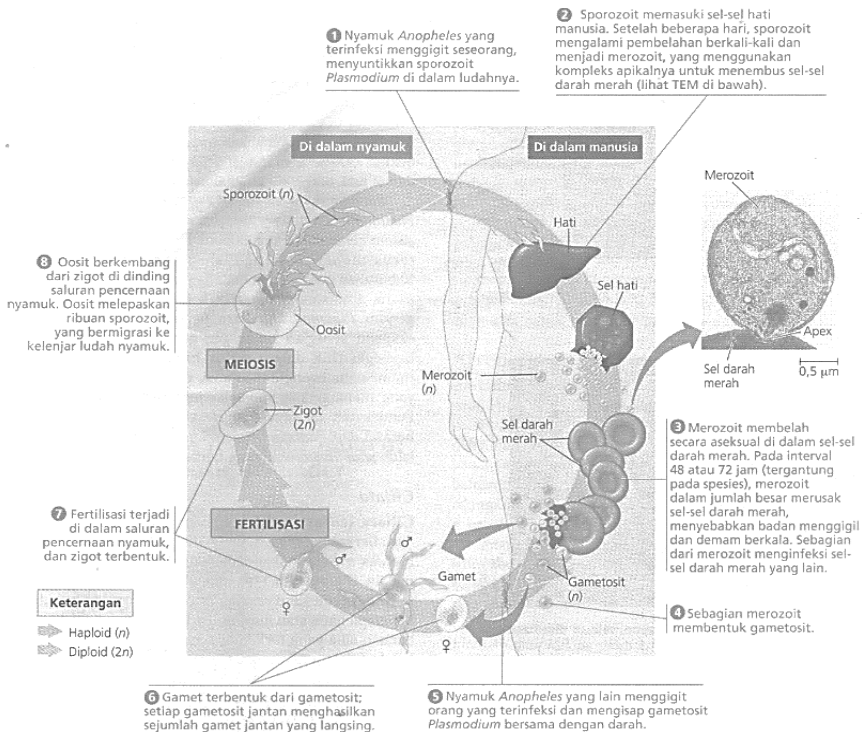 1 Nyamuk Anopheles yang
terinfeksi menggigit seseorang,
menyuntikkan sporozoit
Plasmodium di dalam ludahnya.
2 Sporozoit memasuki sel-sel hati
manusia. Setelah beberapa hari, sporozoit
mengalami pembelahan berkali-kali dan
menjadi merozoit, yang menggunakan
kompleks apikalnya untuk menembus sel-sel
darah merah (lihat TEM di bawah).
Di dalam nyamuk
Di dalam manusia
Merozoit
Sporozoit (n)
Hati
Sel hati
8 Oosit berkembang
dari zigot di dinding
saluran pencernaan
nyamuk. Oosit melepaskan
ribuan sporozoit,
yang bermigrasi ke
kelenjar ludah nyamuk.
Oosit
Apex
Sel darah
merah
0,5 μm
MEIOSIS
Merozoit
(n)
Zigot
(2n)
Sel darah
merah
3 Merozoit membelah
secara aseksual di dalam sel-sel
darah merah. Pada interval
48 atau 72 jam (tergantung
pada spesies), merozoit
dalam jumlah besar merusak
sel-sel darah merah,
menyebabkan badan menggigil
dan demam berkala. Sebagian
dari merozoit menginfeksi sel-
sel darah merah yang lain.
7 Fertilisasi terjadi
di dalam saluran
pencernaan nyamuk,
dan zigot terbentuk.
FERTILISASI
♂
♂
♀
Gamet
♀
Gametosit
(n)
4 Sebagian merozoit
membentuk gametosit.
Keterangan
Haploid (n)
Diploid (2n)
6 Gamet terbentuk dari gametosit;
setiap gametosit jantan menghasilkan
sejumlah gamet jantan yang langsing.
5 Nyamuk Anopheles yang lain menggigit
orang yang terinfeksi dan mengisap gametosit
Plasmodium bersama dengan darah.